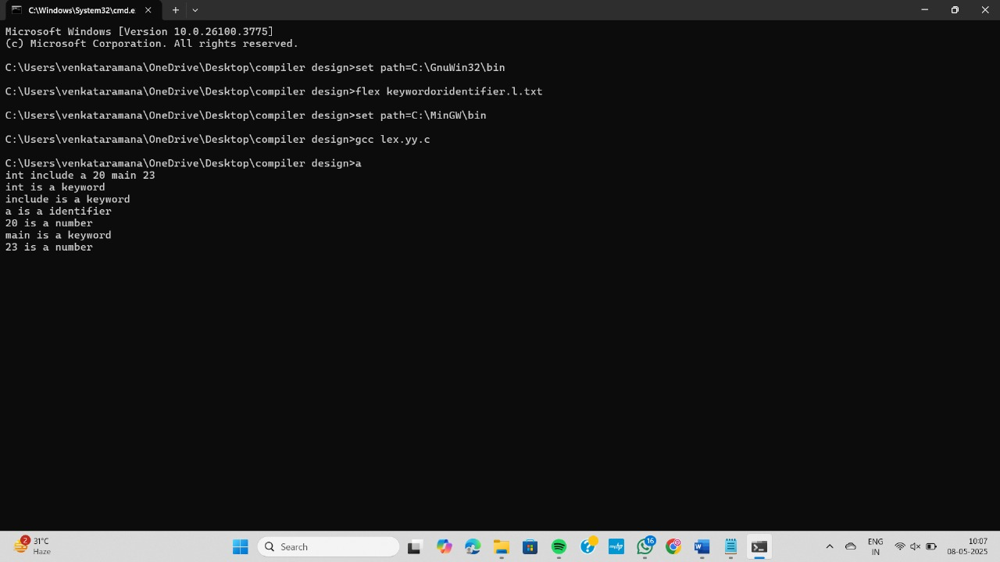 C:\Windows\System32\cmd.e
Microsoft Windows [Version 10.0.26100.3775]
(c) Microsoft Corporation. All rights reserved.
C:\Users\venkataramana\OneDrive\Desktop\compiler design>set path=C:\GnuWin32\bin
C:\Users\venkataramana\OneDrive\Desktop\compiler design>flex keywordoridentifier.l.txt
C:\Users\venkataramana\OneDrive\Desktop\compiler design>set path=C:\MinGW\bin
C:\Users\venkataramana\OneDrive\Desktop\compiler design>gcc lex.yy.c
C:\Users\venkataramana\OneDrive\Desktop\compiler design>a
int include a 20 main 23
int is a keyword
include is a keyword
a is a identifier
20 is a number
main is a keyword
23 is a number
2
31°C
Haze
Search
myhp
16
W
ENG
IN
10:07
08-05-2025